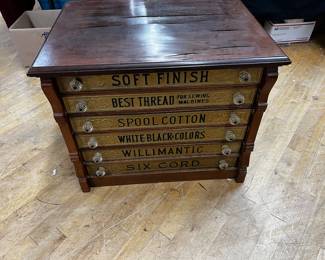 SOFT FINISH
BEST THREAD FOR SEWING MACHINES
SPOOL COTTON
WHITE-BLACK-COLORS
WILLIMANTIC
SIX CORD